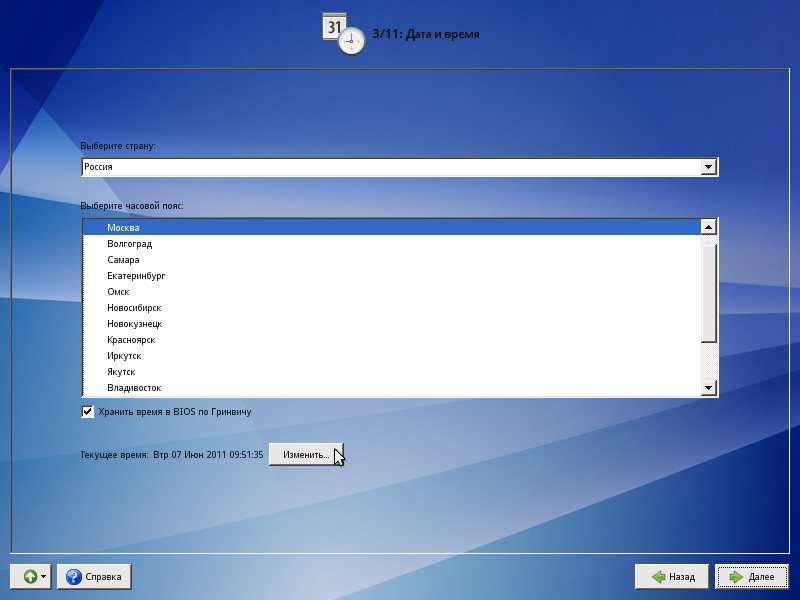 31
3/11: Дата и время
Выберите страну:
Россия
Выберите часовой пояс:
Москва
Волгоград
Самара
Екатеринбург
Омск
Новосибирск
Новокузнецк
Красноярск
Иркутск
Якутск
Владивосток
Хранить время в BIOS по Гринвичу
Текущее время: Втр 07 Июн 2011 09:51:35 Изменить...
Справка Назад Далее